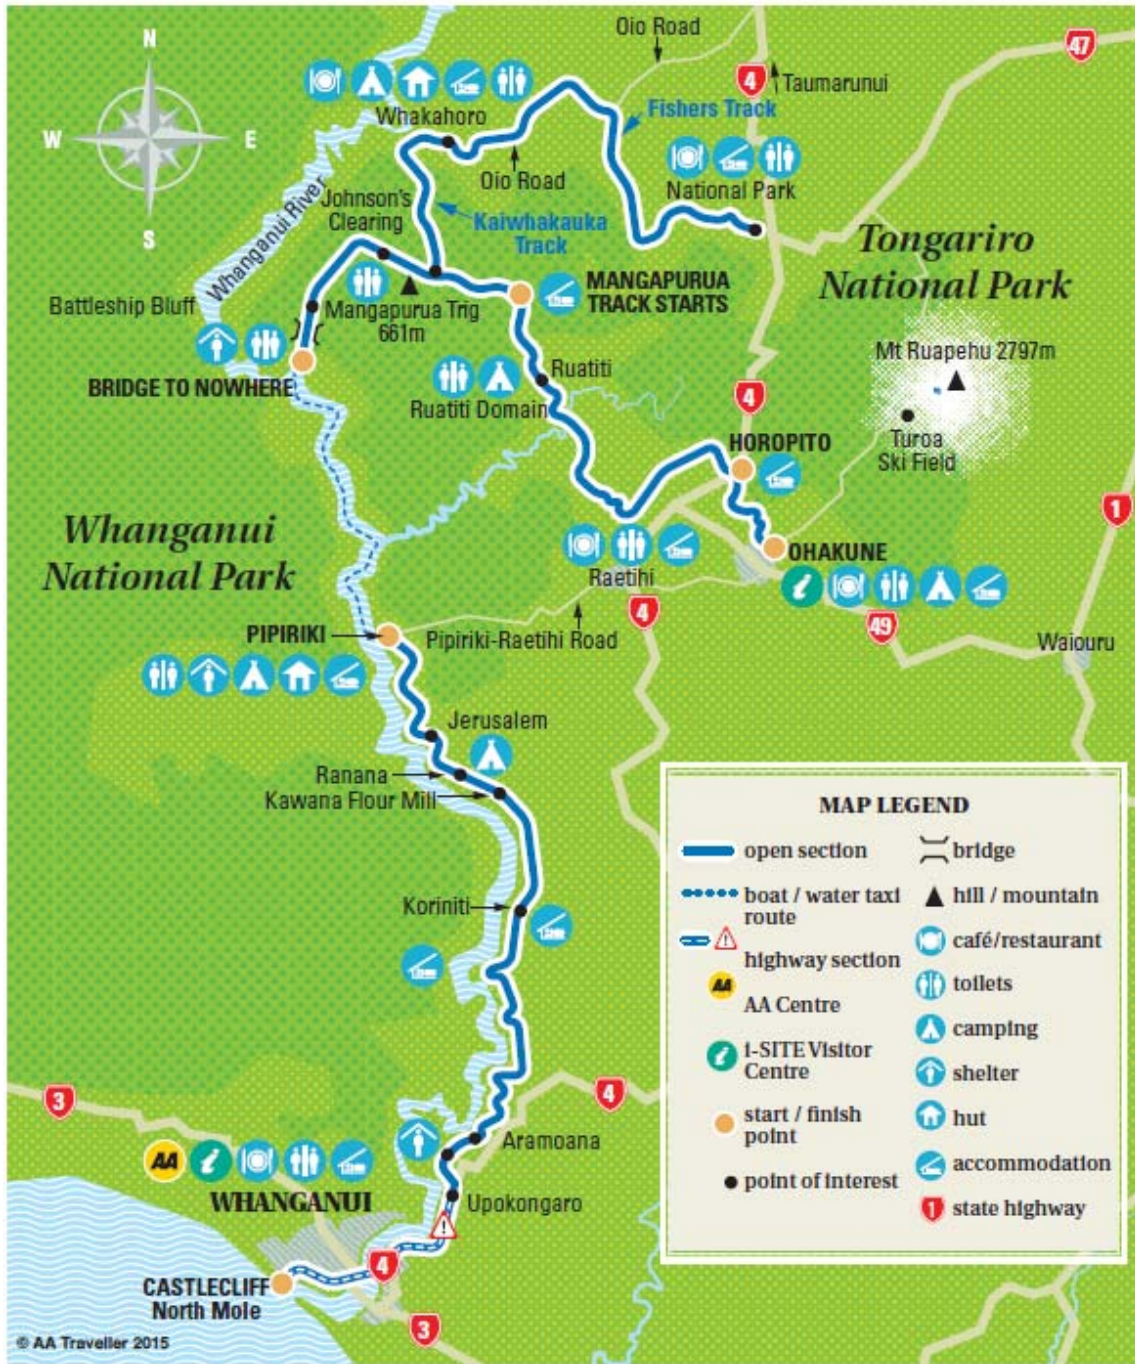 Oio Road
47
N
4
Taumarunui
Fishers Track
Whakahoro
W
E
National Park
Oio Road
Johnson's
Clearing
Whanganui River
Kaiwhakauka
Track
S
Tongariro
National Park
MANGAPURUA
TRACK STARTS
Battleship Bluff
Mangapurua Trig
661m
Mt Ruapehu 2797m
Ruatiti
BRIDGE TO NOWHERE
4
Ruatiti Domain
Turoa
Ski Field
HOROPITO
1
Whanganui
National Park
OHAKUNE
Raetihi
i
4
49
PIPIRIKI
Pipiriki-Raetihi Road
Waiouru
Jerusalem
Ranana
Kawana Flour Mill
Koriniti
MAP LEGEND
open section
boat / water taxi
route
!
highway section
AA
AA Centre
i
i-SITE Visitor
Centre
start / finish
point
point of interest
bridge
hill / mountain
café/restaurant
toilets
camping
shelter
hut
accommodation
1
state highway
3
4
Aramoana
AA
i
WHANGANUI
Upokongaro
!
4
CASTLECLIFF
North Mole
3
© AA Traveller 2015